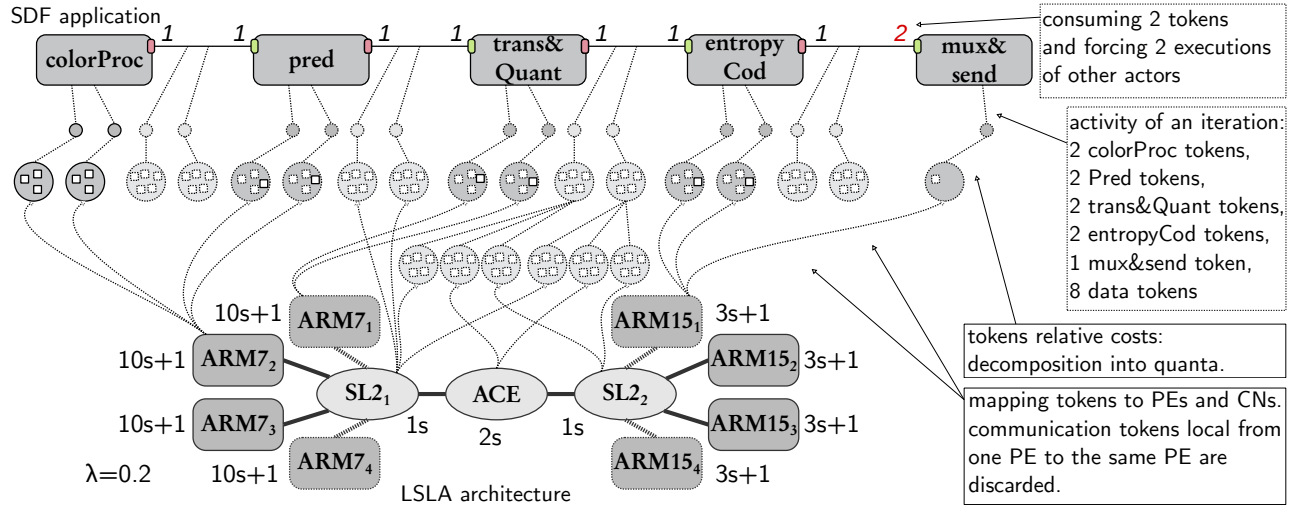 SDF application
1 1 1 1 1 1 1 2
colorProc
pred
trans&
Quant
entropy
Cod
mux&
send
consuming 2 tokens
and forcing 2 executions
of other actors
activity of an iteration:
2 colorProc tokens,
2 Pred tokens,
2 trans&Quant tokens,
2 entropyCod tokens,
1 mux&send token,
8 data tokens
10s+1 ARM7₁
ARM15₁ 3s+1
10s+1 ARM7₂
ARM15₂ 3s+1
SL2₁ ACE SL2₂
10s+1 ARM7₃
1s 2s 1s
ARM15₃ 3s+1
λ=0.2 10s+1 ARM7₄
ARM15₄ 3s+1
LSLA architecture
tokens relative costs:
decomposition into quanta.
mapping tokens to PEs and CNs.
communication tokens local from
one PE to the same PE are
discarded.